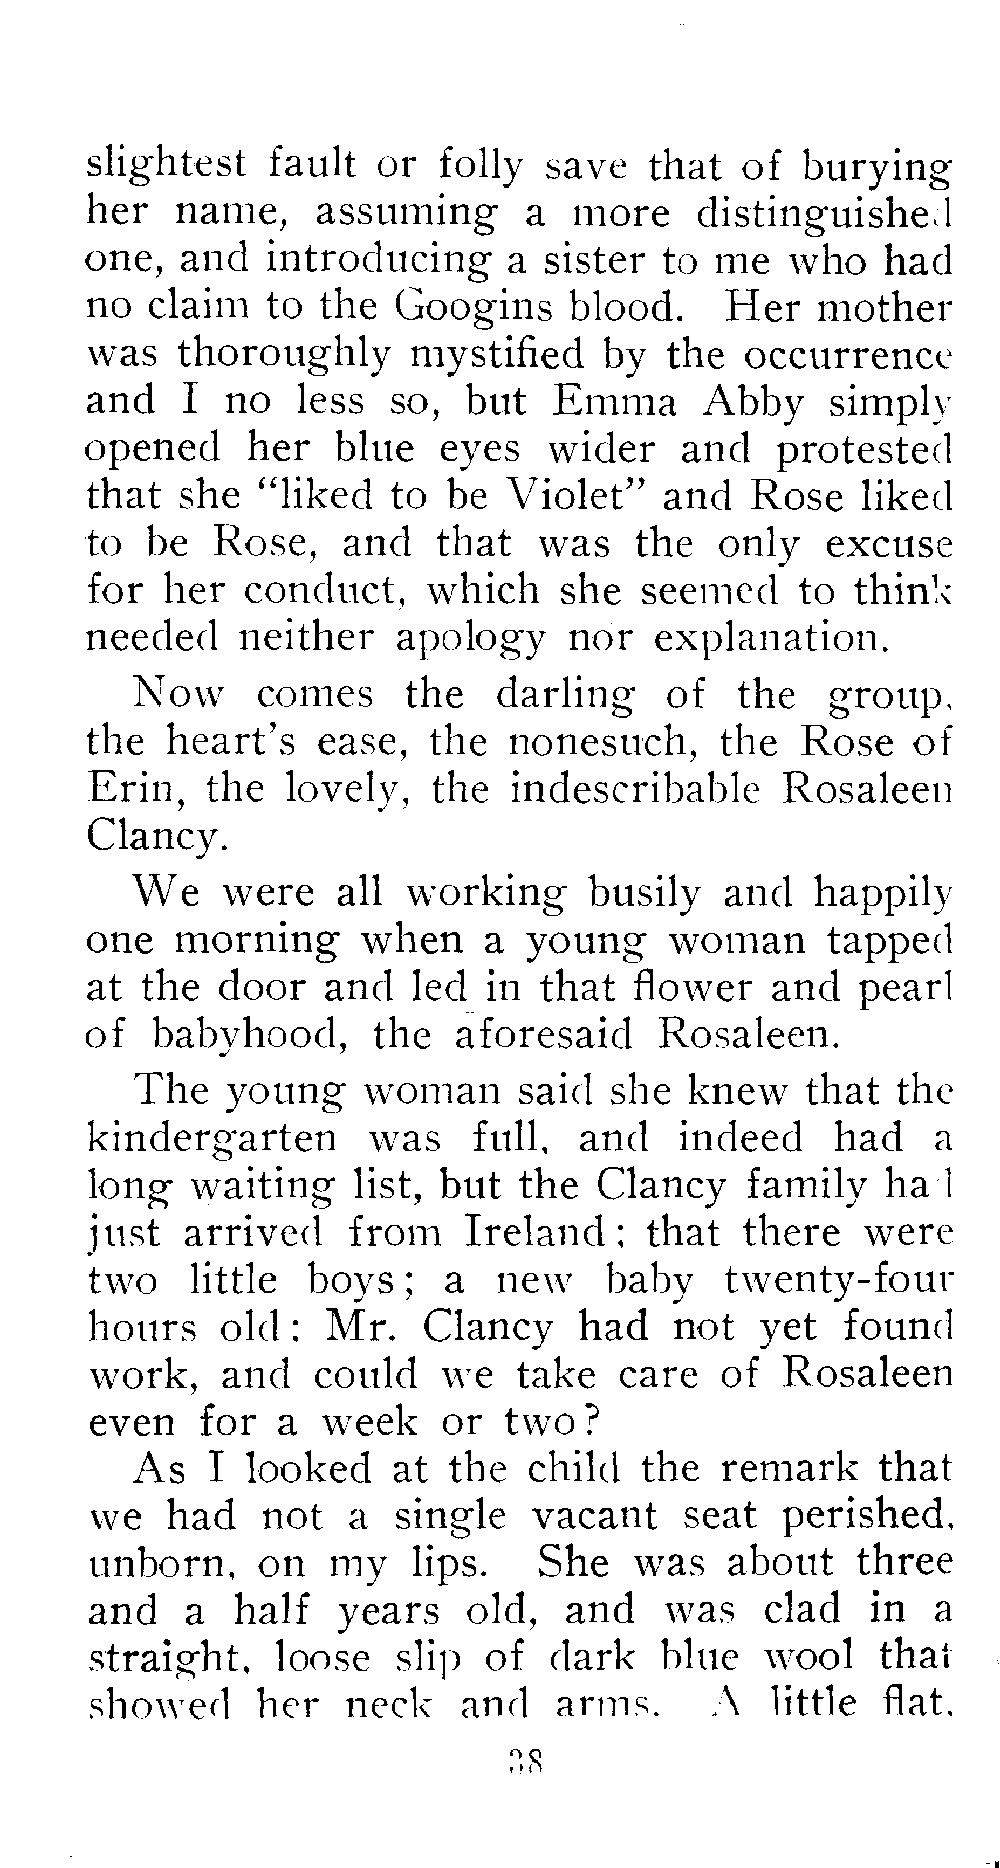 slightest fault or folly save that of burying
her name, assuming a more distinguished
one, and introducing a sister to me who had
no claim to the Googins blood. Her mother
was thoroughly mystified by the occurrence
and I no less so, but Emma Abby simply
opened her blue eyes wider and protested
that she “liked to be Violet” and Rose liked
to be Rose, and that was the only excuse
for her conduct, which she seemed to think
needed neither apology nor explanation.
Now comes the darling of the group,
the heart’s ease, the nonesuch, the Rose of
Erin, the lovely, the indescribable Rosaleen
Clancy.
We were all working busily and happily
one morning when a young woman tapped
at the door and led in that flower and pearl
of babyhood, the aforesaid Rosaleen.
The young woman said she knew that the
kindergarten was full, and indeed had a
long waiting list, but the Clancy family had
just arrived from Ireland; that there were
two little boys; a new baby twenty-four
hours old; Mr. Clancy had not yet found
work, and could we take care of Rosaleen
even for a week or two?
As I looked at the child the remark that
we had not a single vacant seat perished,
unborn, on my lips. She was about three
and a half years old, and was clad in a
straight, loose slip of dark blue wool that
showed her neck and arms. A little flat,
38